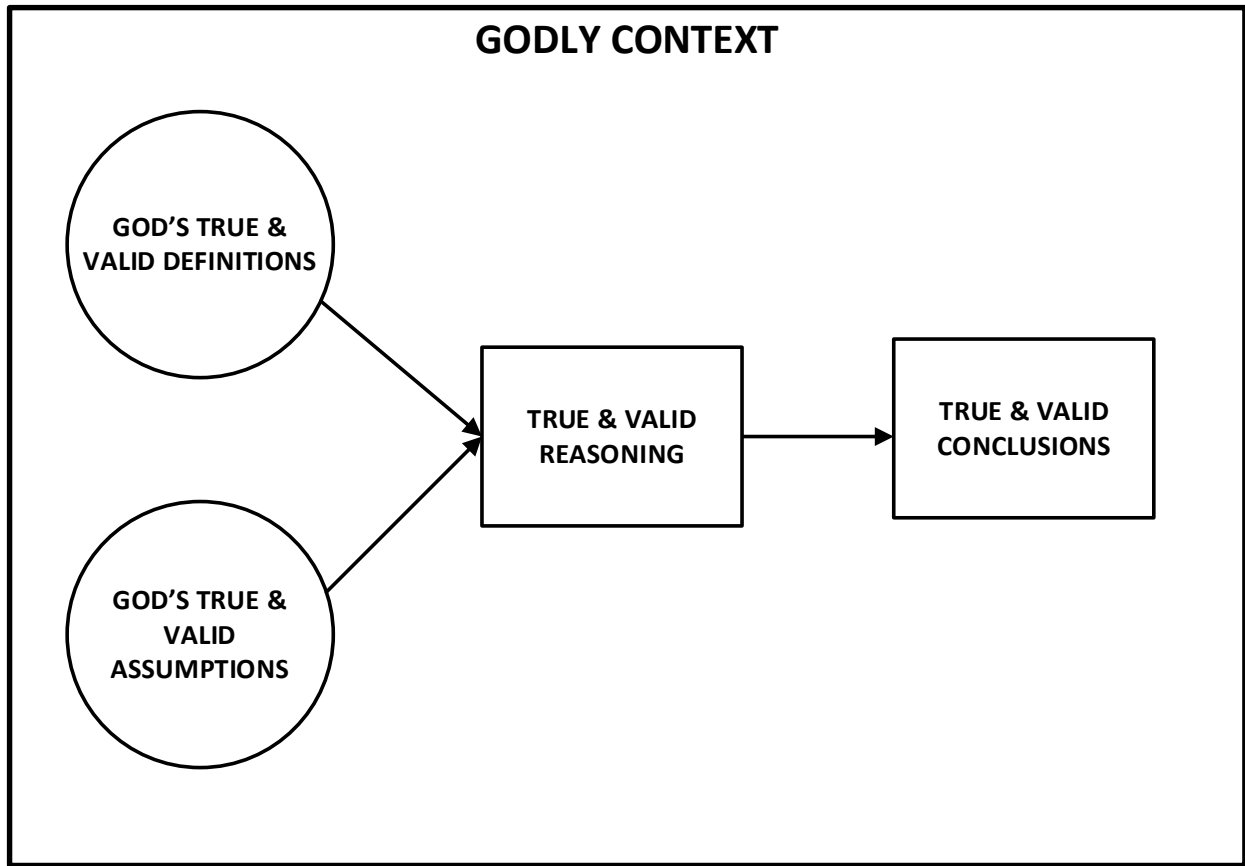 GODLY CONTEXT
GOD’S TRUE &
VALID DEFINITIONS
GOD’S TRUE &
VALID
ASSUMPTIONS
TRUE & VALID
REASONING
TRUE & VALID
CONCLUSIONS